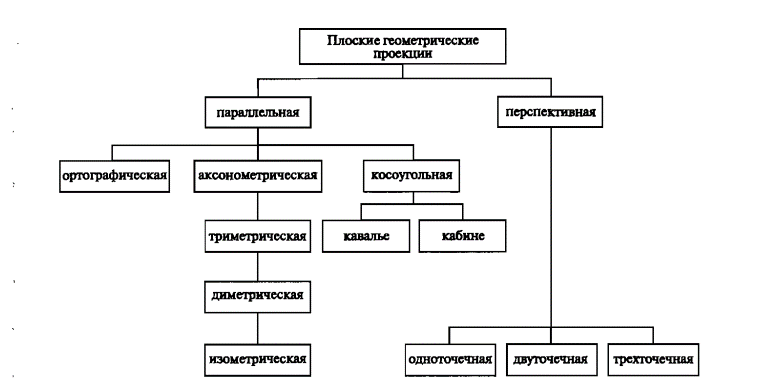 Плоские геометрические
проекции
параллельная
перспективная
ортографическая
аксонометрическая
косоугольная
триметрическая
кавалье
кабине
диметрическая
изометрическая
одноточечная
двуточечная
трехточечная